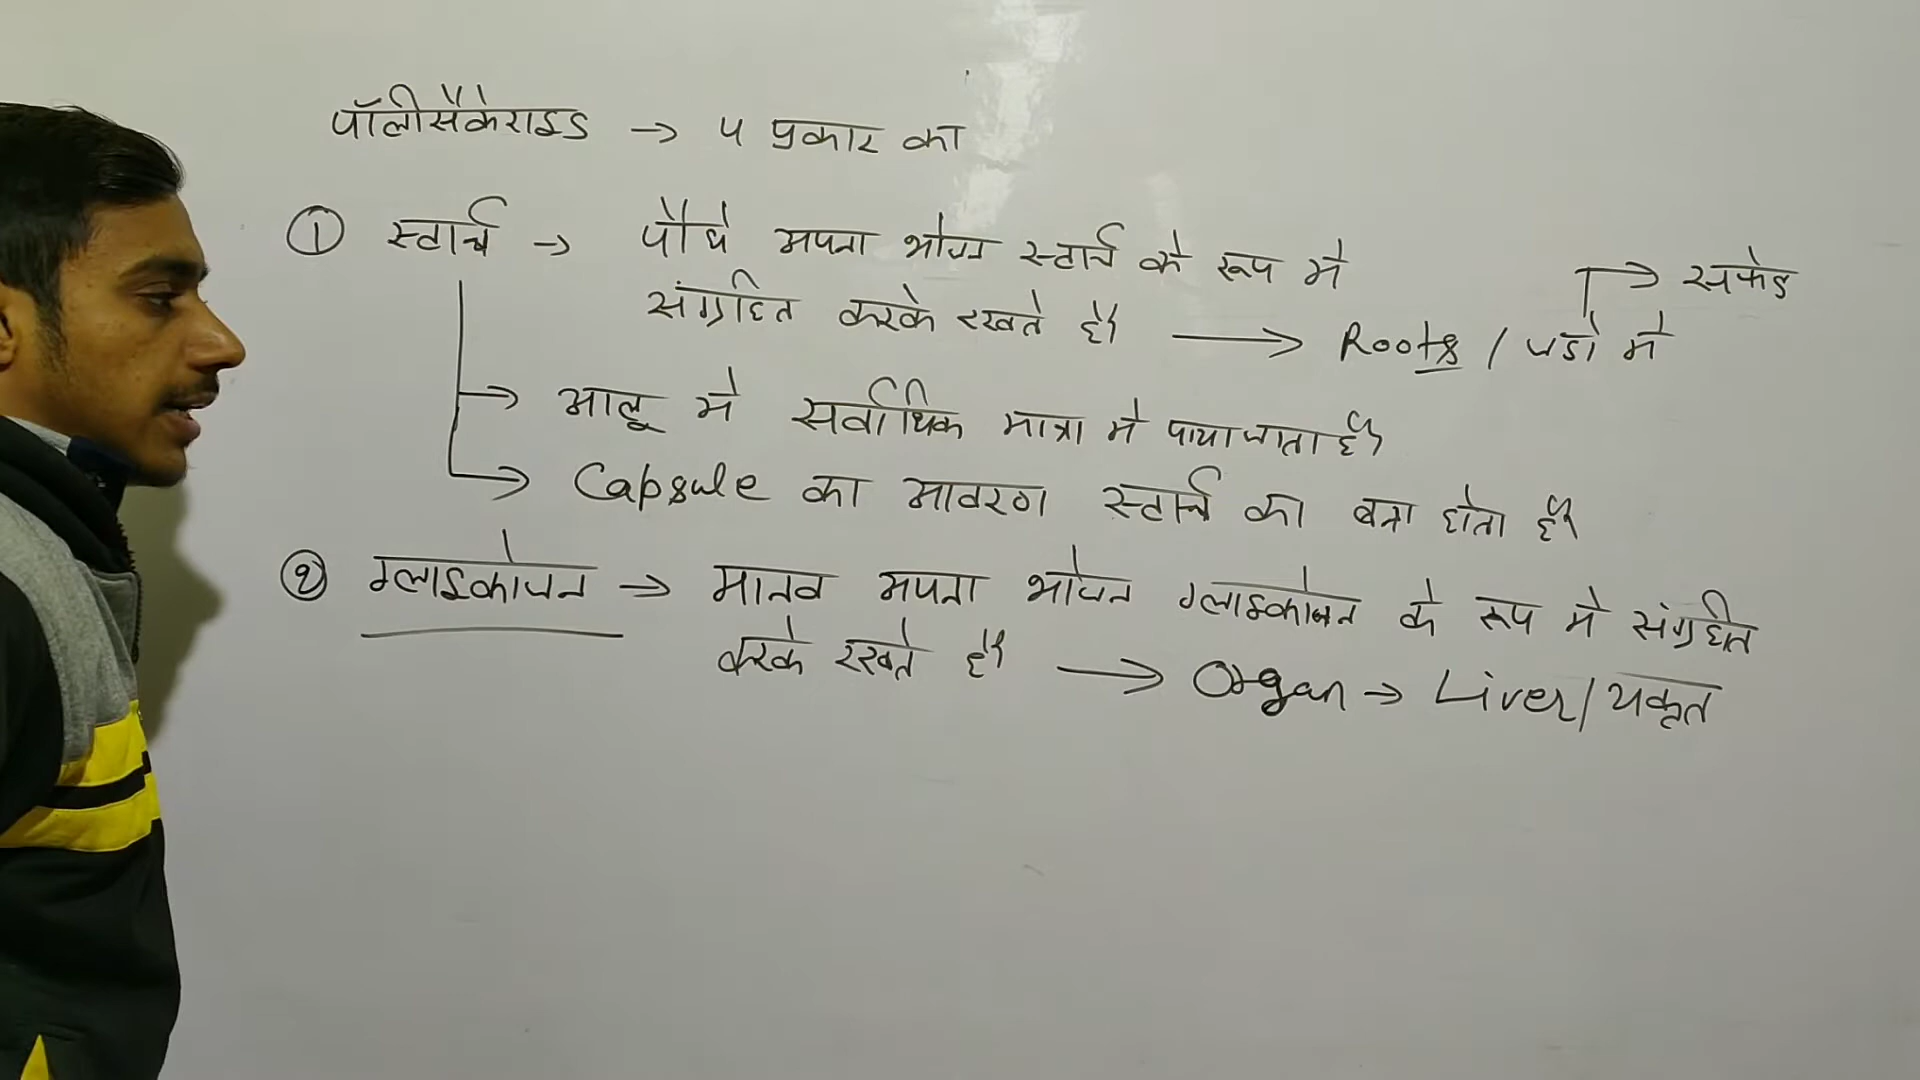 पॉलीसैकेराइड → 4 प्रकार का
① स्टार्च → पौधे अपना भोजन स्टार्च के रूप में
संग्रहित करके रखते हैं → Roots / जड़ो में → सफेद
→ आलू में सर्वाधिक मात्रा में पाया जाता है
→ Capsule का आवरण स्टार्च का बना होता है
② ग्लाइकोजन → मानव अपना भोजन ग्लाइकोजन के रूप में संग्रहीत
करके रखते है → Organ → Liver / यकृत